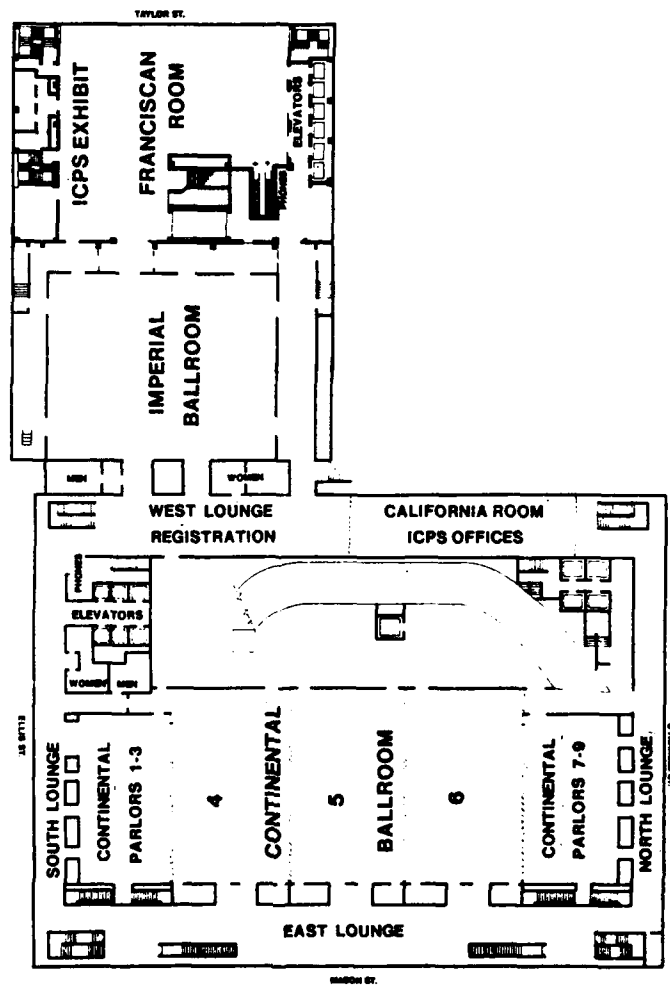 TAYLOR ST.
ICPS EXHIBIT
FRANCISCAN
ROOM
ELEVATORS
PHONES
IMPERIAL
BALLROOM
MEN
WOMEN
WEST LOUNGE
REGISTRATION
CALIFORNIA ROOM
ICPS OFFICES
PHONES
ELEVATORS
WOMEN
MEN
ELLIS ST.
SOUTH LOUNGE
CONTINENTAL
PARLORS 1-3
4
CONTINENTAL
5
BALLROOM
6
CONTINENTAL
PARLORS 7-9
NORTH LOUNGE
EAST LOUNGE
MASON ST.